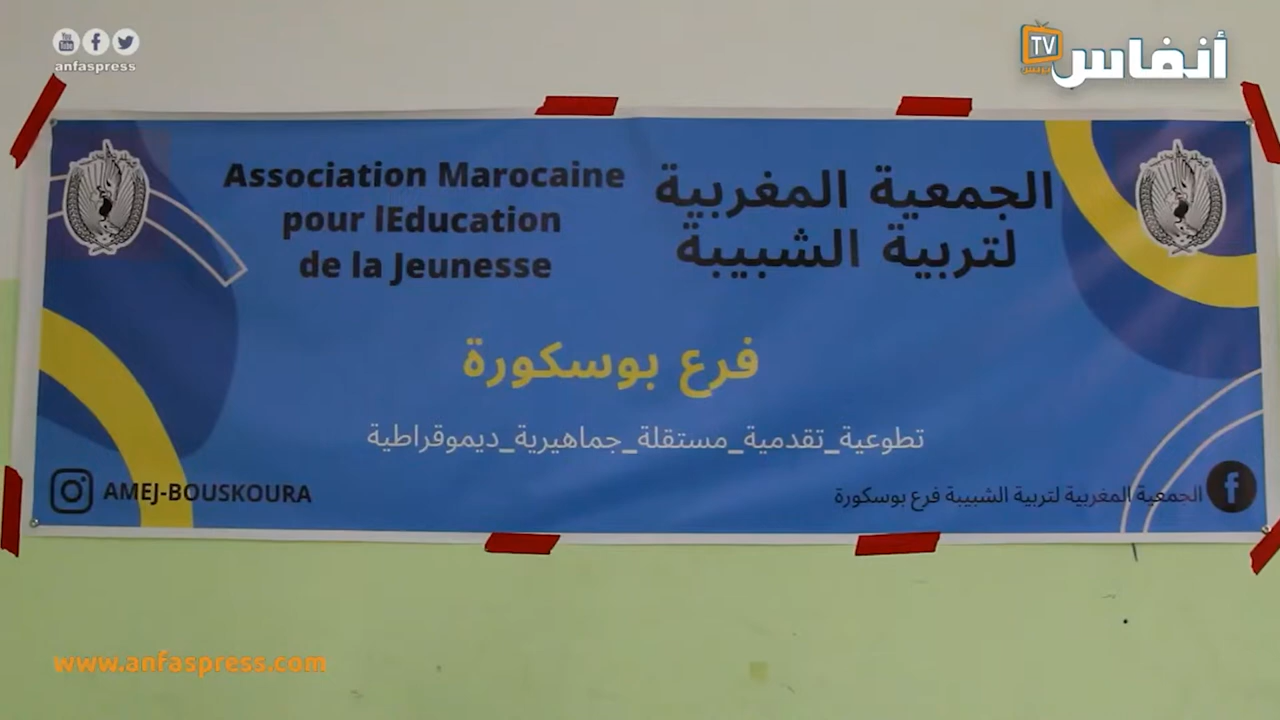 anfaspress
أنفاس
TV
بريس
Association Marocaine
pour lEducation
de la Jeunesse
الجمعية المغربية
لتربية الشبيبة
فرع بوسكورة
تطوعية_تقدمية_مستقلة_جماهيرية_ديموقراطية
AMEJ-BOUSKOURA
الجمعية المغربية لتربية الشبيبة فرع بوسكورة
www.anfaspress.com